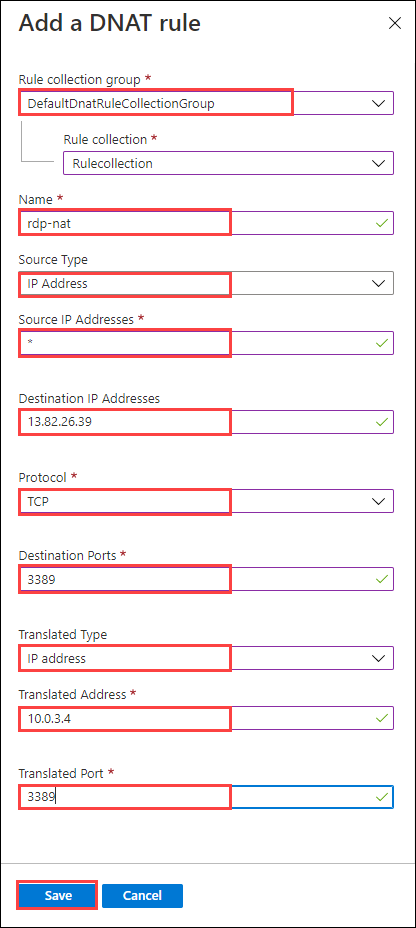 Add a DNAT rule
Rule collection group *
DefaultDnatRuleCollectionGroup
Rule collection *
Rulecollection
Name *
rdp-nat
Source Type
IP Address
Source IP Addresses *
*
Destination IP Addresses
13.82.26.39
Protocol *
TCP
Destination Ports *
3389
Translated Type
IP address
Translated Address *
10.0.3.4
Translated Port *
3389
Save Cancel